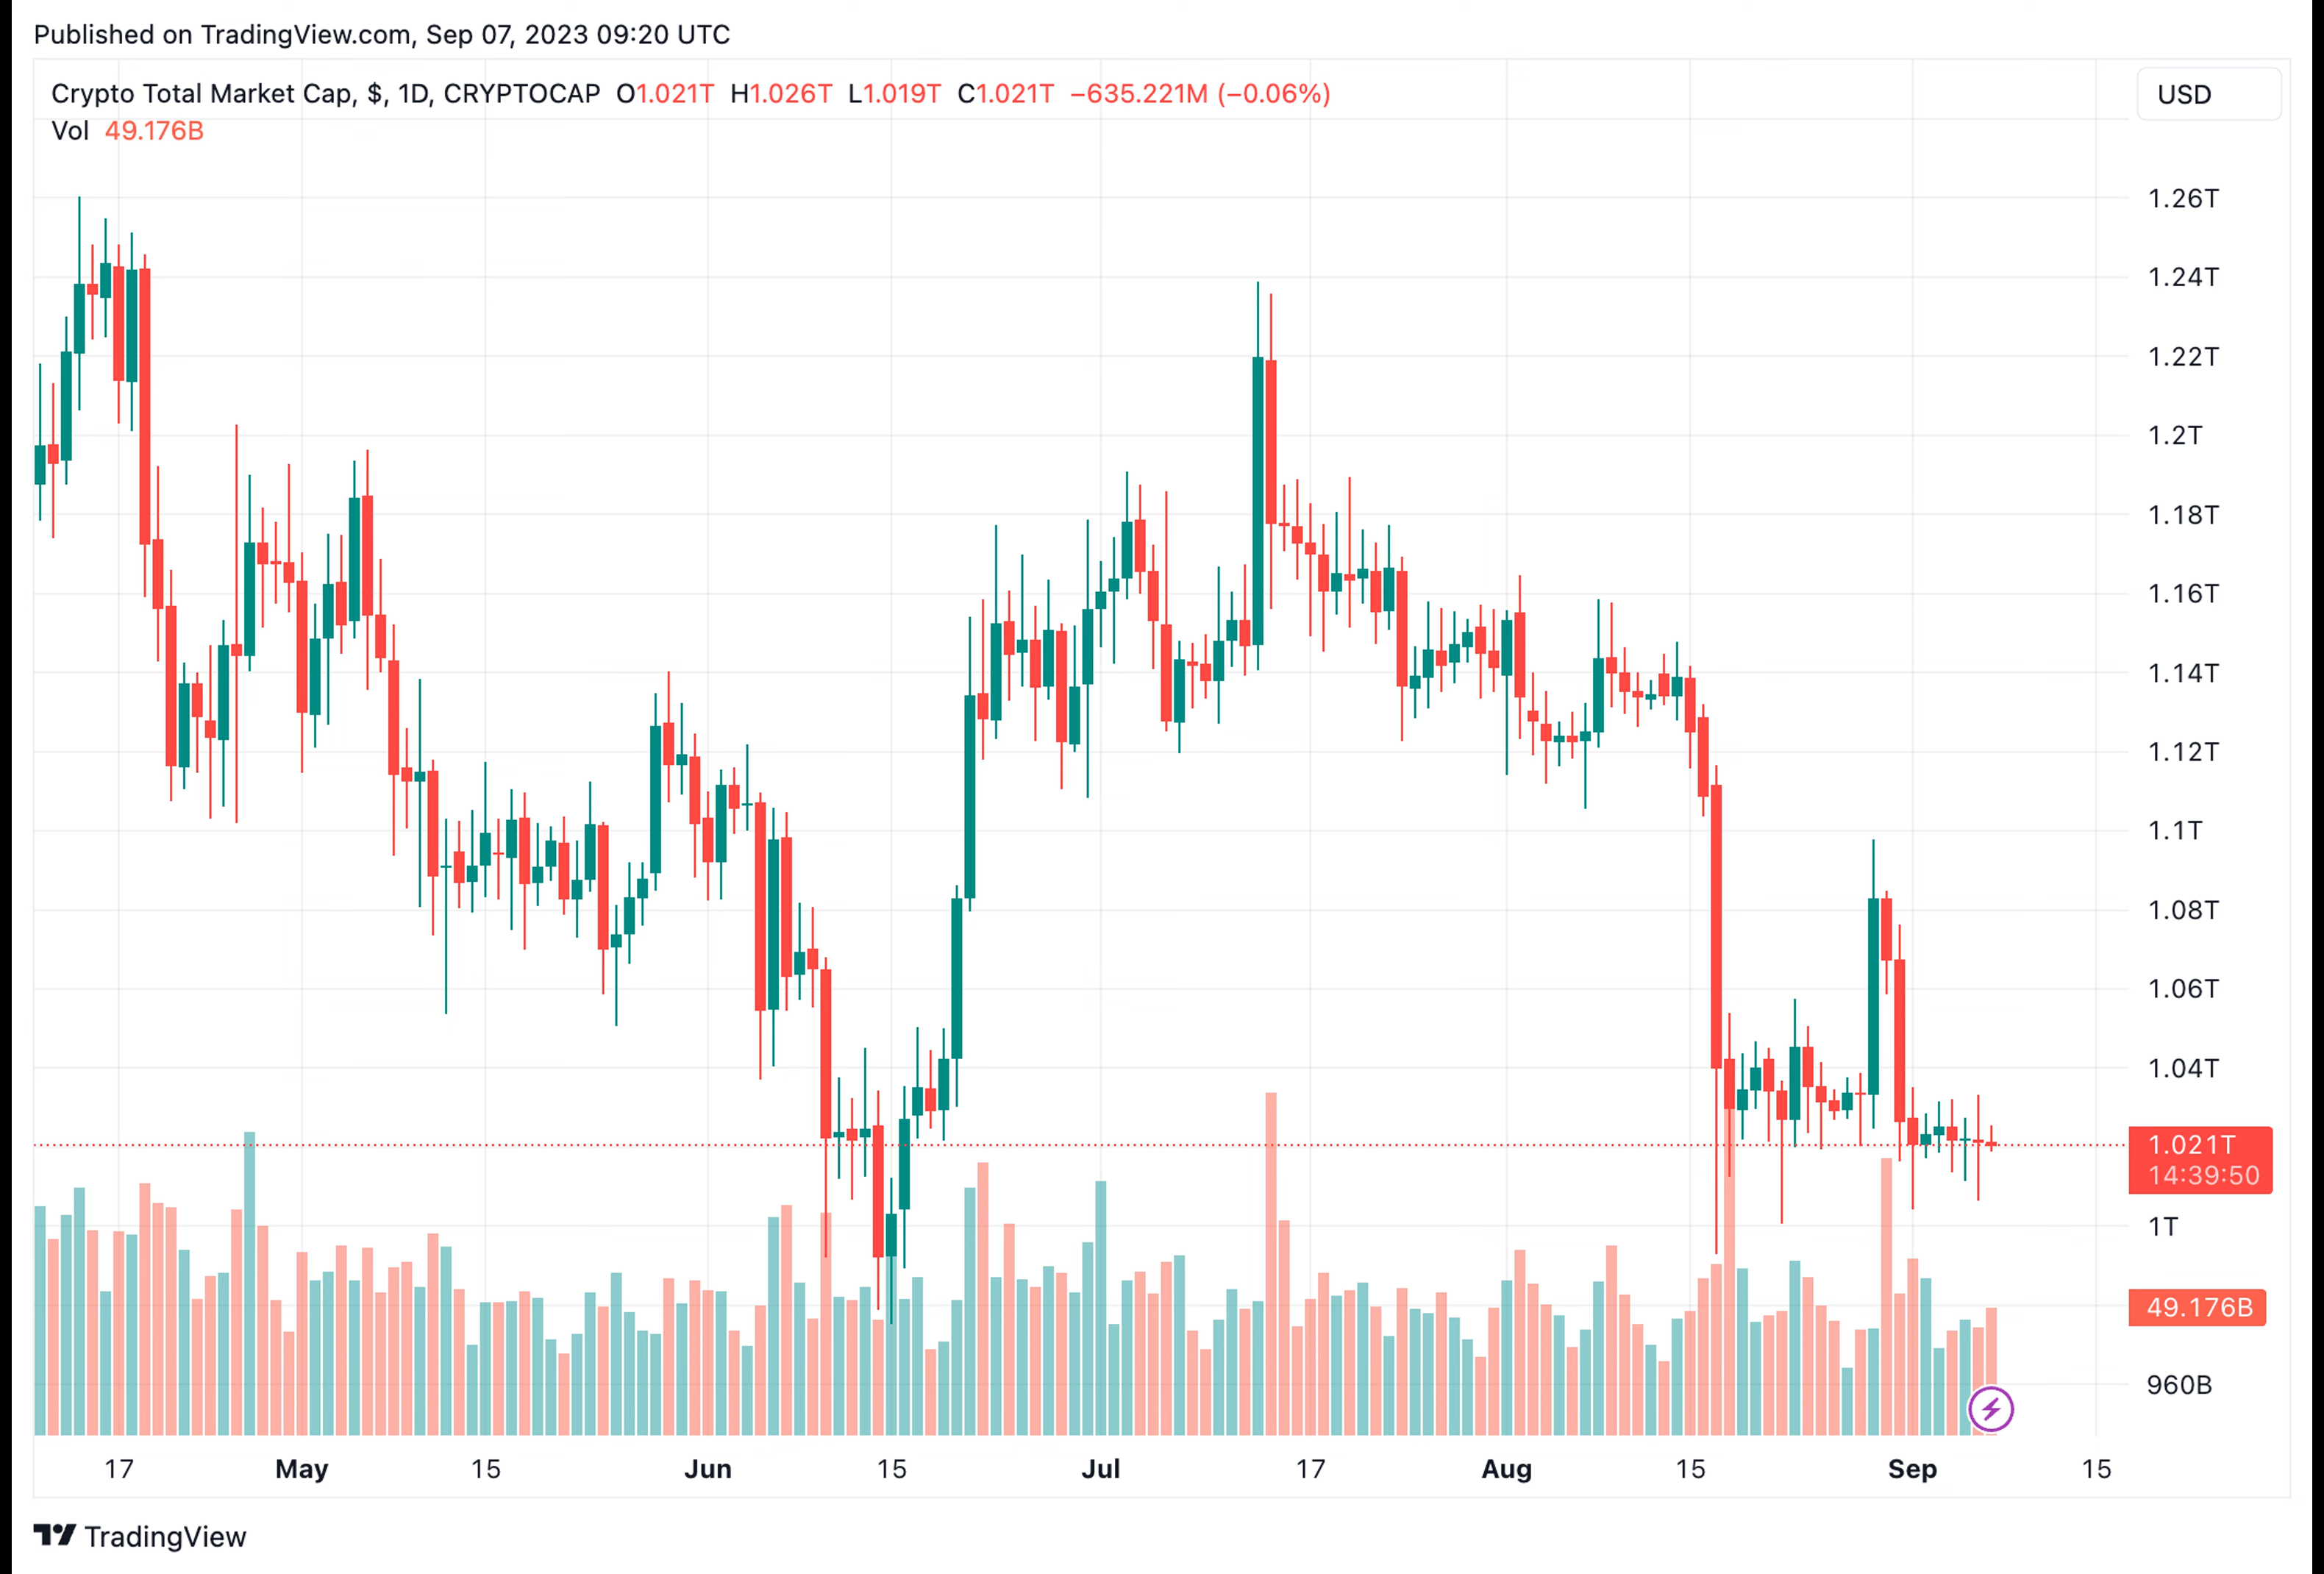 Published on TradingView.com, Sep 07, 2023 09:20 UTC
Crypto Total Market Cap, $, 1D, CRYPTOCAP O1.021T H1.026T L1.019T C1.021T −635.221M (−0.06%)
USD
Vol 49.176B
1.26T
1.24T
1.22T
1.2T
1.18T
1.16T
1.14T
1.12T
1.1T
1.08T
1.06T
1.04T
1.021T
14:39:50
1T
49.176B
960B
17 May 15 Jun 15 Jul 17 Aug 15 Sep 15
TradingView